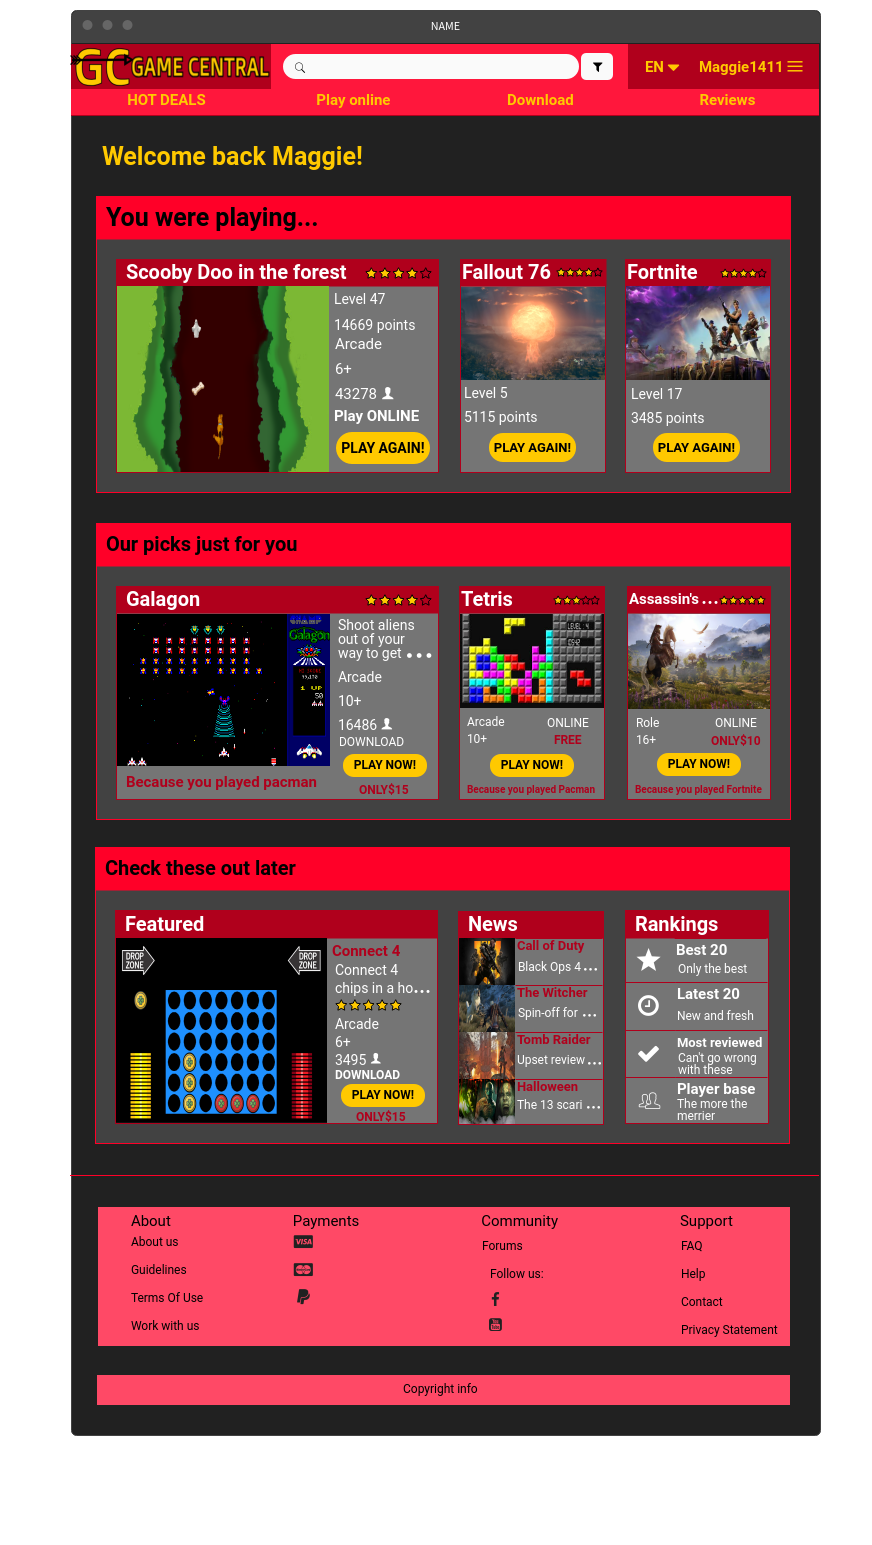 NAME
GC GAME CENTRAL
EN
Maggie1411
HOT DEALS
Play online
Download
Reviews
Welcome back Maggie!
You were playing...
Scooby Doo in the forest
Level 47
14669 points
Arcade
6+
43278
Play ONLINE
PLAY AGAIN!
Fallout 76
Level 5
5115 points
PLAY AGAIN!
Fortnite
Level 17
3485 points
PLAY AGAIN!
Our picks just for you
Galagon
Galagon
1 UP
50
Shoot aliens
out of your
way to get ...
Arcade
10+
16486
DOWNLOAD
PLAY NOW!
ONLY$15
Because you played pacman
Tetris
Arcade
10+
ONLINE
FREE
PLAY NOW!
Because you played Pacman
Assassin's ...
Role
16+
ONLINE
ONLY$10
PLAY NOW!
Because you played Fortnite
Check these out later
Featured
DROP
ZONE
DROP
ZONE
Connect 4
Connect 4
chips in a ho...
Arcade
6+
3495
DOWNLOAD
PLAY NOW!
ONLY$15
News
Call of Duty
Black Ops 4 ...
The Witcher
Spin-off for ...
Tomb Raider
Upset review ...
Halloween
The 13 scari ...
Rankings
Best 20
Only the best
Latest 20
New and fresh
Most reviewed
Can't go wrong
with these
Player base
The more the
merrier
About
About us
Guidelines
Terms Of Use
Work with us
Payments
VISA
Community
Forums
Follow us:
Support
FAQ
Help
Contact
Privacy Statement
Copyright info